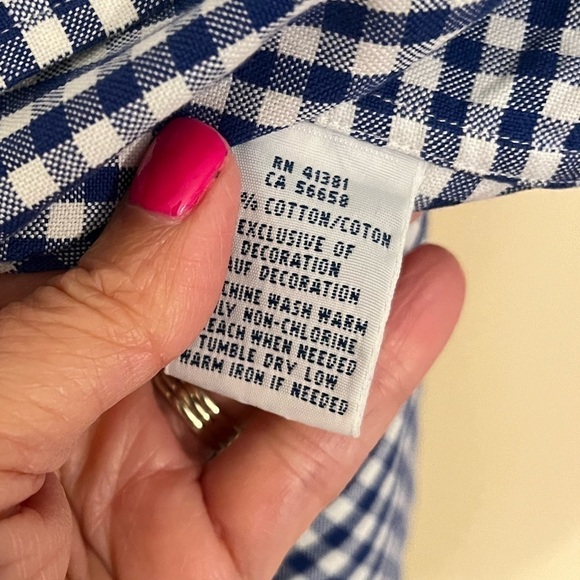 RN 41381
CA 56658
% COTTON/COTON
EXCLUSIVE OF
DECORATION
AUF DECORATION
CHINE WASH WARM
LY NON-CHLORINE
EACH WHEN NEEDED
TUMBLE DRY LOW
WARM IRON IF NEEDED